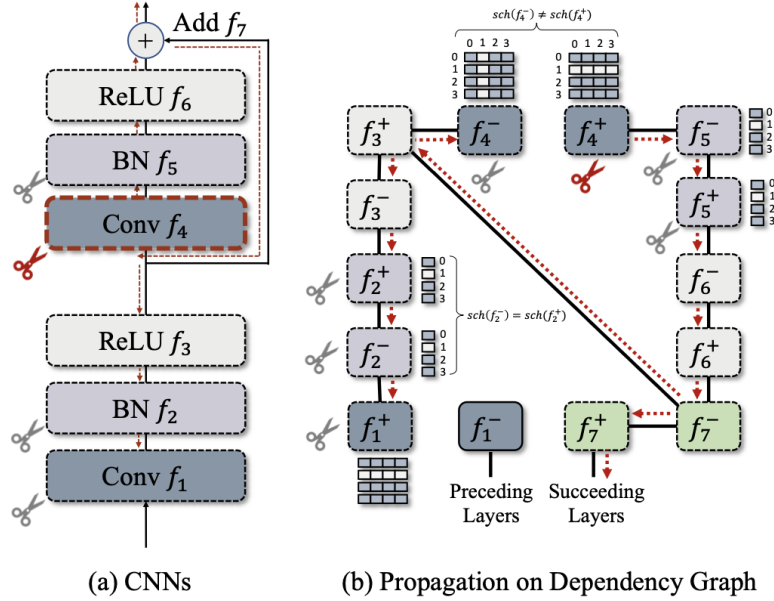 Add f₇
+
ReLU f₆
BN f₅
Conv f₄
ReLU f₃
BN f₂
Conv f₁
(a) CNNs
sch(f₄⁻) ≠ sch(f₄⁺)
0 1 2 3
0
1
2
3
0 1 2 3
0
1
2
3
f₃⁺
f₄⁻
f₄⁺
f₅⁻
0
1
2
3
f₃⁻
f₅⁺
0
1
2
3
f₂⁺
0
1
2
3
sch(f₂⁻) = sch(f₂⁺)
f₆⁻
f₂⁻
0
1
2
3
f₆⁺
f₁⁺
f₁⁻
f₇⁺
f₇⁻
Preceding
Layers
Succeeding
Layers
(b) Propagation on Dependency Graph